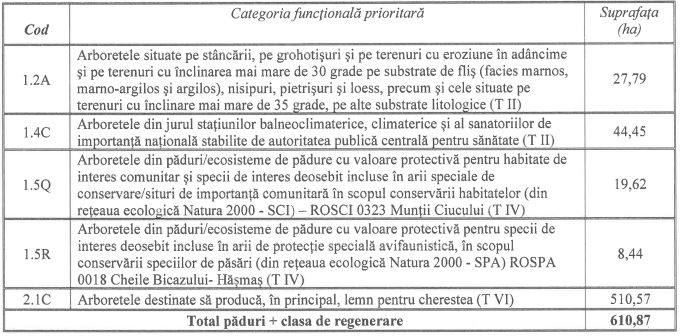 Cod
Categoria funcțională prioritară
Suprafața
(ha)
1.2A
Arboretele situate pe stâncării, pe grohotișuri și pe terenuri cu eroziune în adâncime
și pe terenuri cu înclinarea mai mare de 30 grade pe substrate de fliș (facies marnos,
marno-argilos și argilos), nisipuri, pietrișuri și loess, precum și cele situate pe
terenuri cu înclinare mai mare de 35 grade, pe alte substrate litologice (T II)
27,79
1.4C
Arboretele din jurul stațiunilor balneoclimaterice, climaterice și al sanatoriilor de
importanță națională stabilite de autoritatea publică centrală pentru sănătate (T II)
44,45
1.5Q
Arboretele din păduri/ecosisteme de pădure cu valoare protectivă pentru habitate de
interes comunitar și specii de interes deosebit incluse în arii speciale de
conservare/situri de importanță comunitară în scopul conservării habitatelor (din
rețeaua ecologică Natura 2000 - SCI) – ROSCI 0323 Munții Ciucului (T IV)
19,62
1.5R
Arboretele din păduri/ecosisteme de pădure cu valoare protectivă pentru specii de
interes deosebit incluse în arii de protecție specială avifaunistică, în scopul
conservării speciilor de păsări (din rețeaua ecologică Natura 2000 - SPA) ROSPA
0018 Cheile Bicazului- Hășmaș (T IV)
8,44
2.1C
Arboretele destinate să producă, în principal, lemn pentru cherestea (T VI)
510,57
Total păduri + clasa de regenerare
610,87